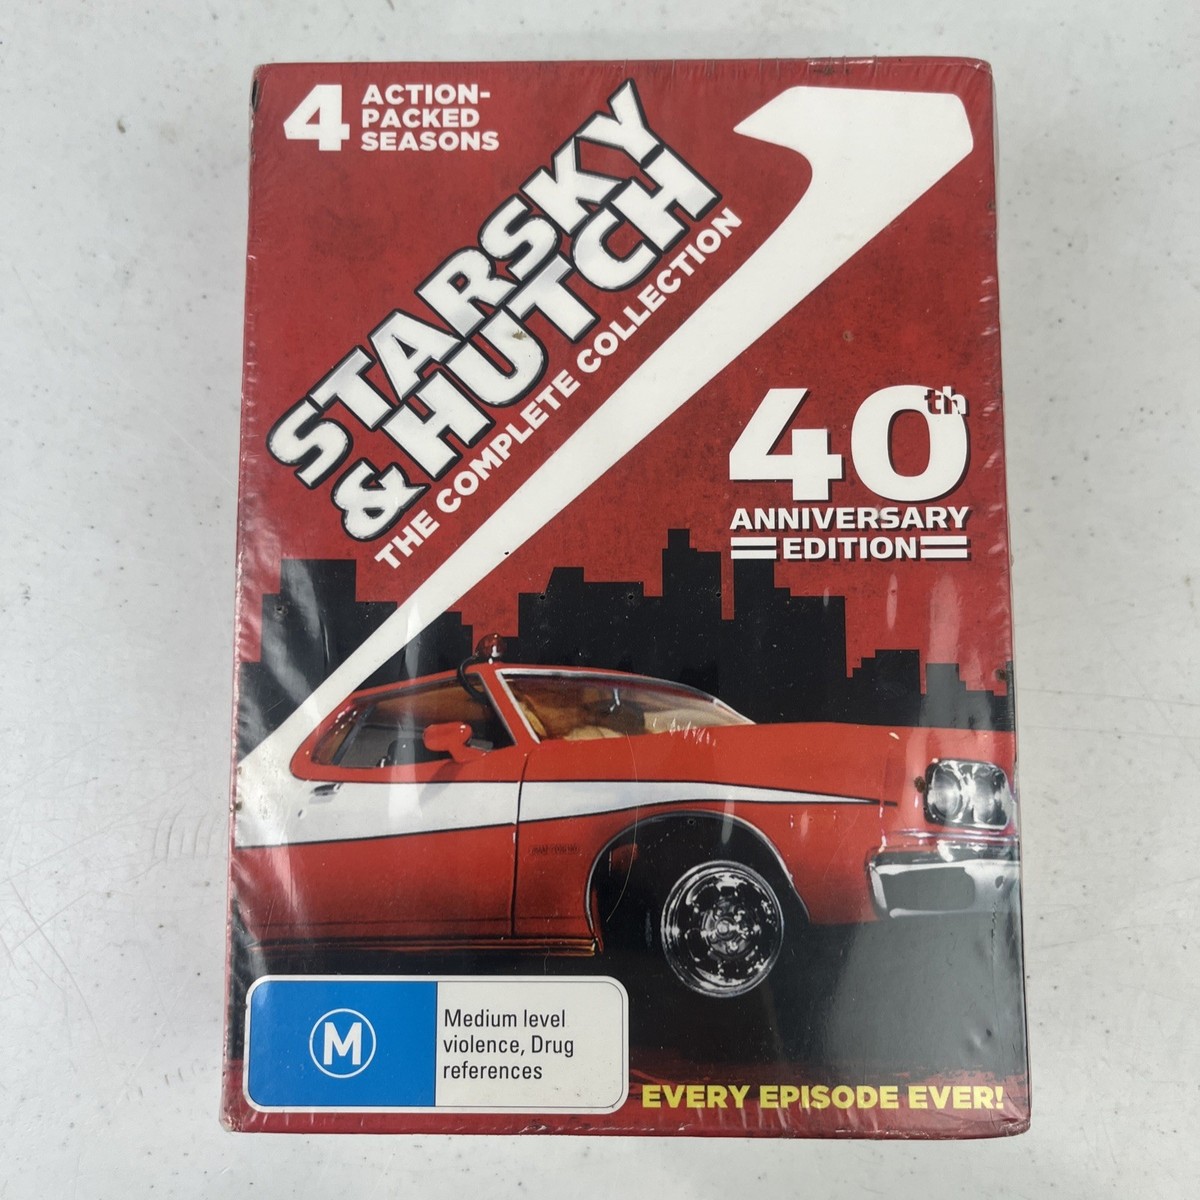 4 ACTION-
PACKED
SEASONS
STARSKY
& HUTCH
THE COMPLETE COLLECTION
40th
ANNIVERSARY
EDITION
M
Medium level
violence, Drug
references
EVERY EPISODE EVER!